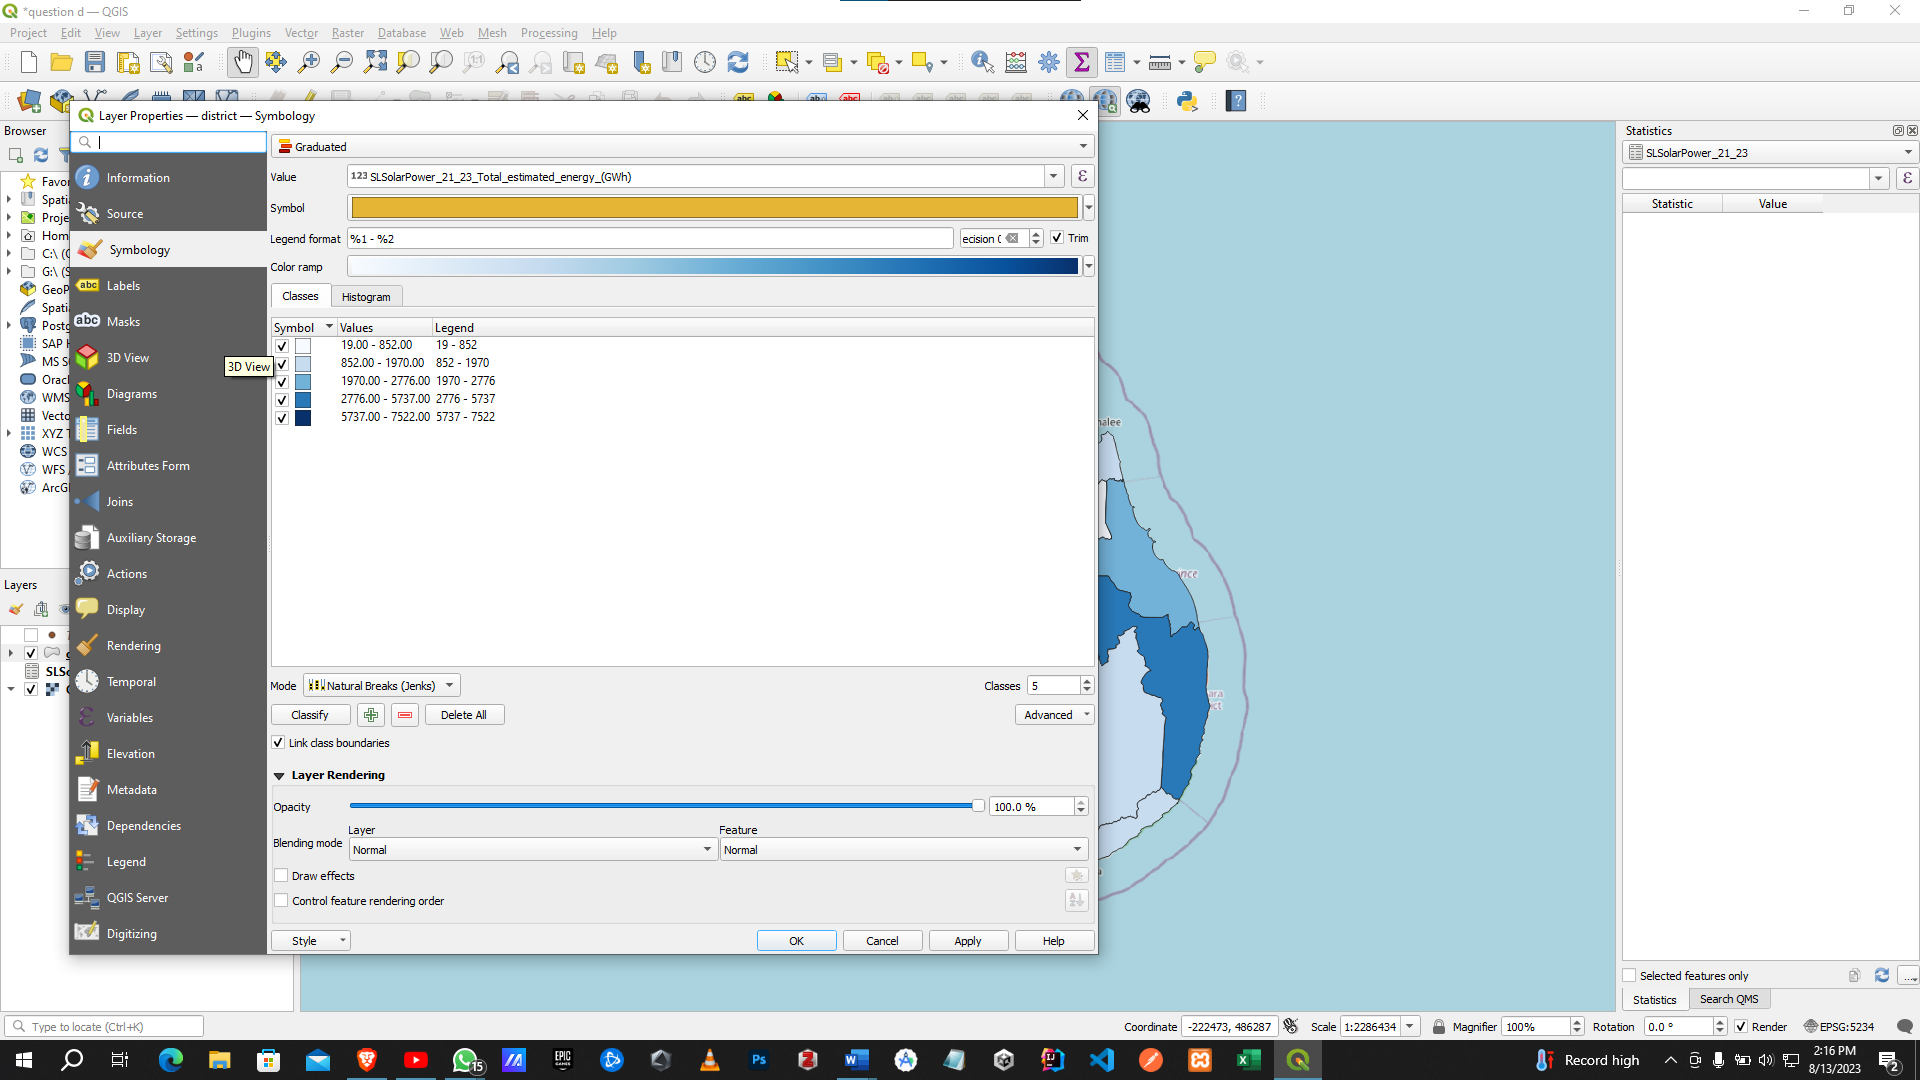 *question d — QGIS
Project Edit View Layer Settings Plugins Vector Raster Database Web Mesh Processing Help
Layer Properties — district — Symbology
Browser
Favo
Spati
Proje
Home
C:\ (
G:\ (S
GeoP
Spati
Postg
SAP H
MS S
Oracl
WMS
Vecto
XYZ T
WCS
WFS
ArcG
Layers
SLSo
Information
Source
Symbology
Labels
Masks
3D View
3D View
Diagrams
Fields
Attributes Form
Joins
Auxiliary Storage
Actions
Display
Rendering
Temporal
Variables
Elevation
Metadata
Dependencies
Legend
QGIS Server
Digitizing
Graduated
Value 123 SLSolarPower_21_23_Total_estimated_energy_(GWh)
Symbol
Legend format %1 - %2 ecision Trim
Color ramp
Classes Histogram
Symbol Values Legend
19.00 - 852.00 19 - 852
852.00 - 1970.00 852 - 1970
1970.00 - 2776.00 1970 - 2776
2776.00 - 5737.00 2776 - 5737
5737.00 - 7522.00 5737 - 7522
Mode Natural Breaks (Jenks) Classes 5
Classify Delete All Advanced
Link class boundaries
Layer Rendering
Opacity 100.0 %
Layer Feature
Blending mode Normal Normal
Draw effects
Control feature rendering order
Style OK Cancel Apply Help
nalee
nce
ara
ct
Statistics
SLSolarPower_21_23
Statistic Value
Selected features only
Statistics Search QMS
Type to locate (Ctrl+K) Coordinate -222473, 486287 Scale 1:2286434 Magnifier 100% Rotation 0.0 ° Render EPSG:5234
15 Record high 2:16 PM
8/13/2023 2